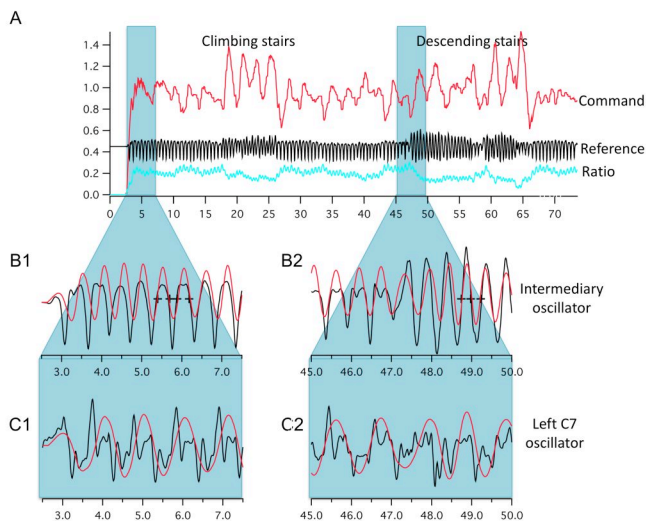 A
Climbing stairs
Descending stairs
1.4
1.2
1.0
0.8
0.6
0.4
0.2
0.0
Command
Reference
Ratio
0 5 10 15 20 25 30 35 40 45 50 55 60 65 70
B1
B2
Intermediary
oscillator
3.0 4.0 5.0 6.0 7.0
45.0 46.0 47.0 48.0 49.0 50.0
C1
C2
Left C7
oscillator
3.0 4.0 5.0 6.0 7.0
45.0 46.0 47.0 48.0 49.0 50.0